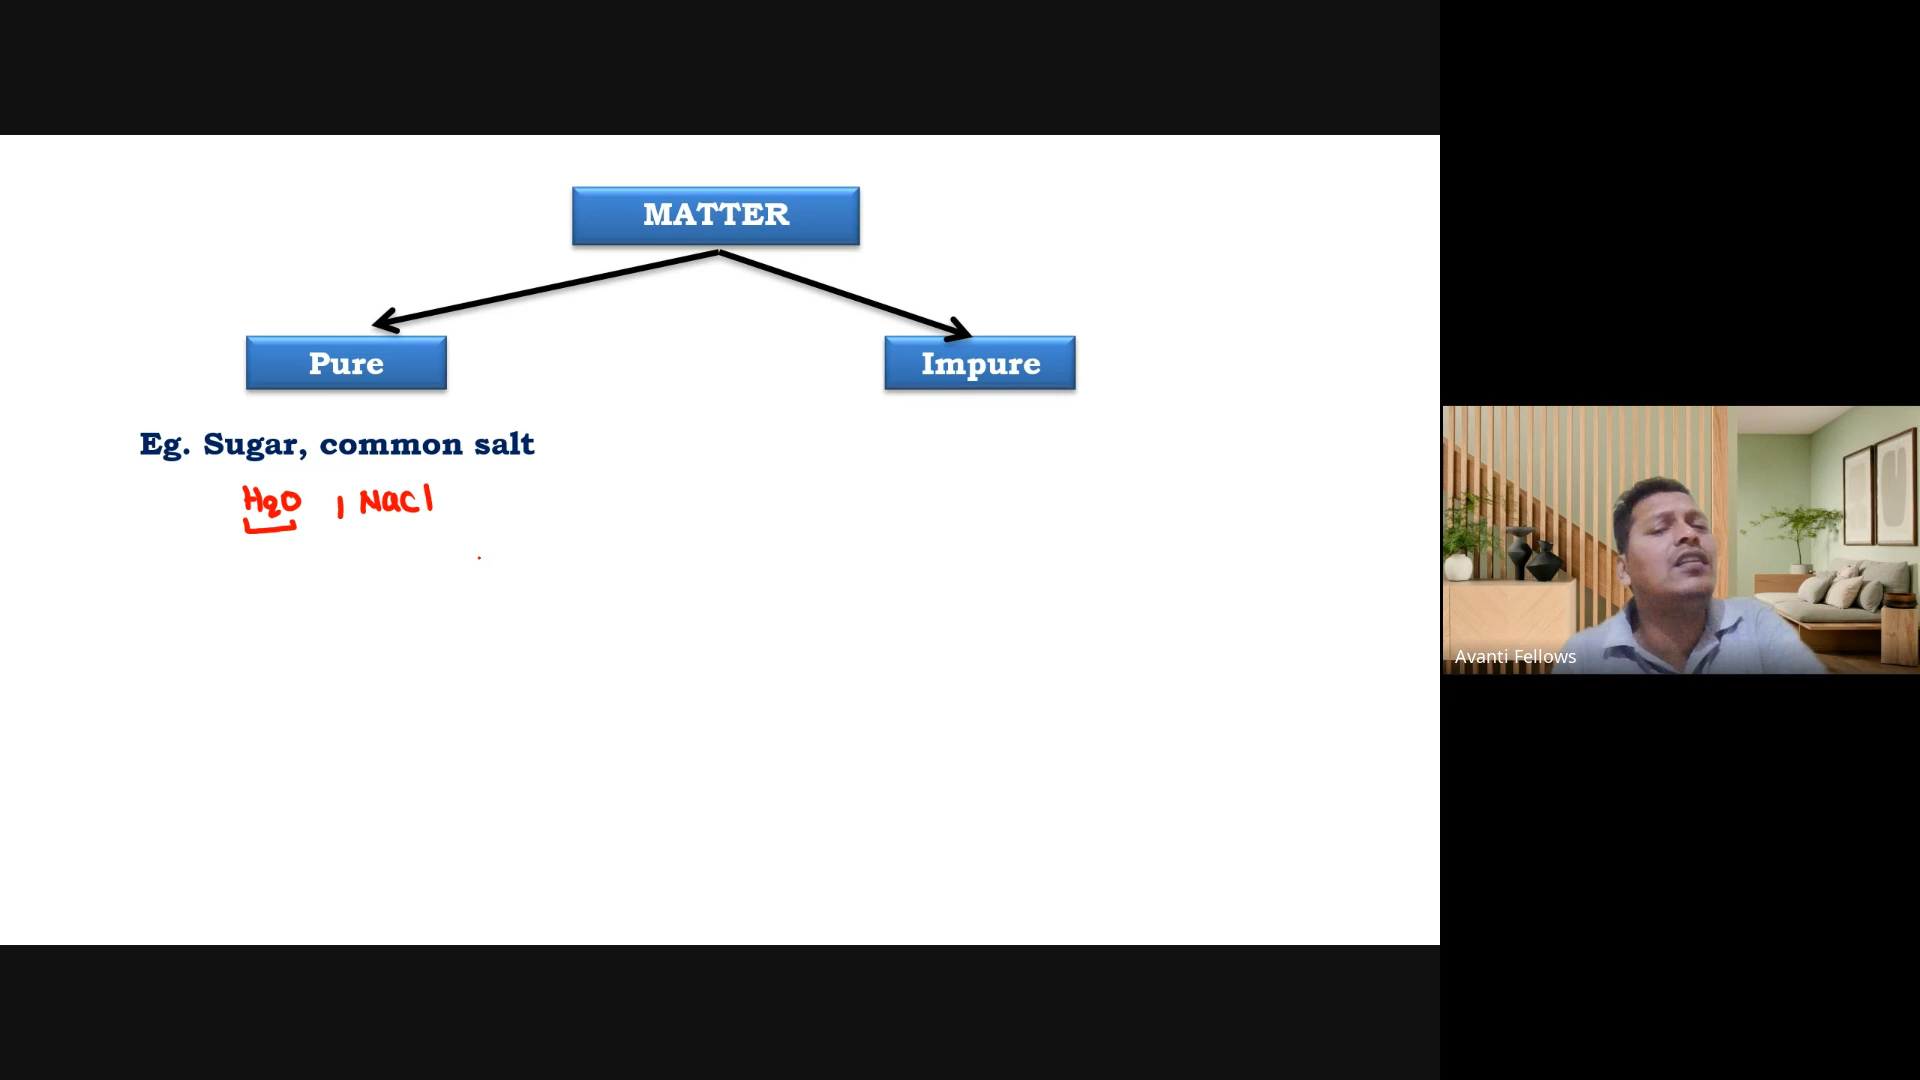 MATTER
Pure
Impure
Eg. Sugar, common salt
H2O , NaCl
Avanti Fellows